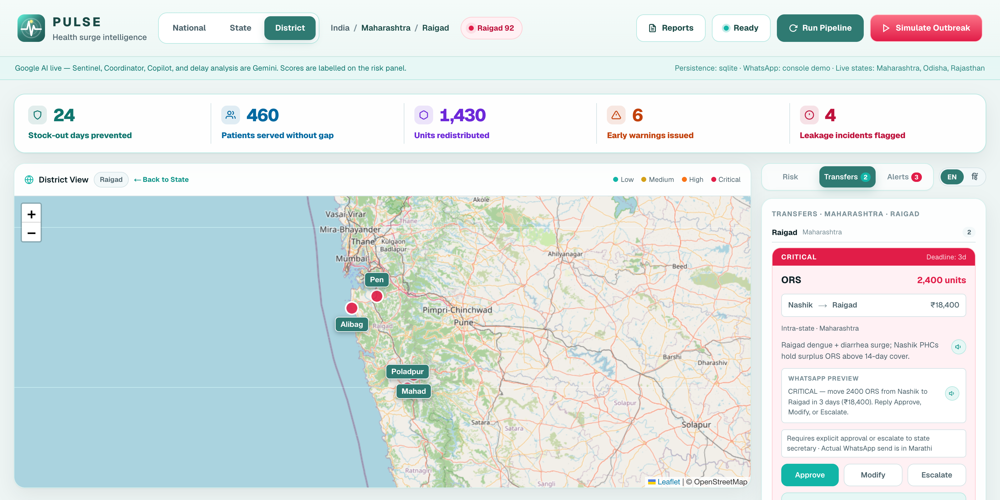 PULSE
Health surge intelligence
National State District
India / Maharashtra / Raigad
Raigad 92
Reports
Ready
Run Pipeline
Simulate Outbreak
Google AI live — Sentinel, Coordinator, Copilot, and delay analysis are Gemini. Scores are labelled on the risk panel.
Persistence: sqlite · WhatsApp: console demo · Live states: Maharashtra, Odisha, Rajasthan
24
Stock-out days prevented
460
Patients served without gap
1,430
Units redistributed
6
Early warnings issued
4
Leakage incidents flagged
District View Raigad ← Back to State
Low Medium High Critical
+
−
Akole
Vasai-Virar
Thane
Mira-Bhayander
Thane
Kulgaon
Badlapur
Mumbai
Ahilyanagar
Beed
Pen
Pimpri-Chinchwad
Pune
Alibag
Raigad
Barshi
Dharashiv
Poladpur
Mahad
Solapur
Satara
Satara
Solapur
Ratnagiri
Sangli
Leaflet | © OpenStreetMap
Risk Transfers 2 Alerts 3
EN हिं
TRANSFERS · MAHARASHTRA · RAIGAD
Raigad Maharashtra 2
CRITICAL Deadline: 3d
ORS 2,400 units
Nashik → Raigad ₹18,400
Intra-state · Maharashtra
Raigad dengue + diarrhea surge; Nashik PHCs
hold surplus ORS above 14-day cover.
WHATSAPP PREVIEW
CRITICAL — move 2400 ORS from Nashik to
Raigad in 3 days (₹18,400). Reply Approve,
Modify, or Escalate.
Requires explicit approval or escalate to state
secretary · Actual WhatsApp send is in Marathi
Approve Modify Escalate